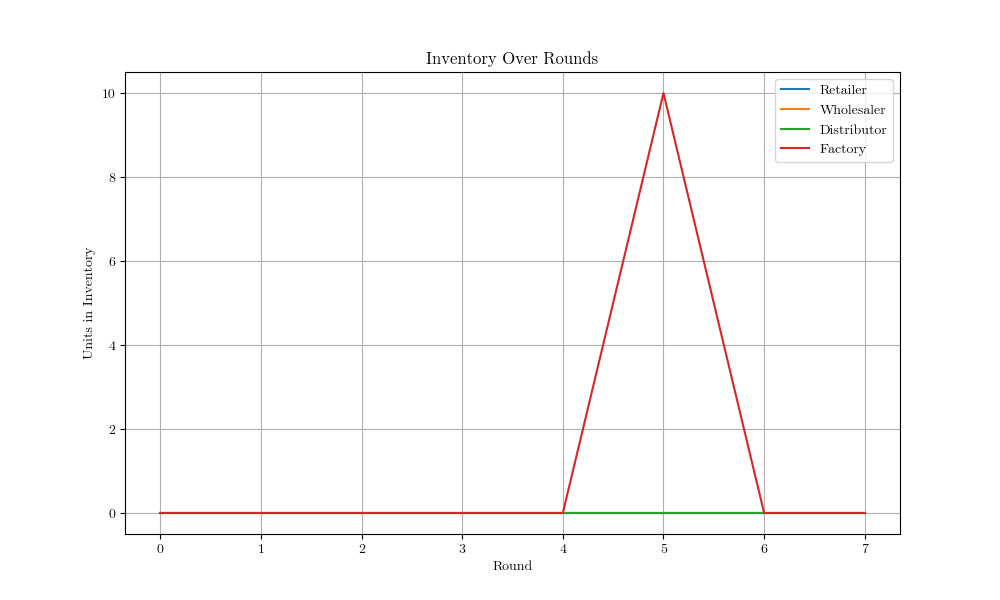 Inventory Over Rounds
Retailer
Wholesaler
Distributor
Factory
Units in Inventory
10
8
6
4
2
0
0 1 2 3 4 5 6 7
Round